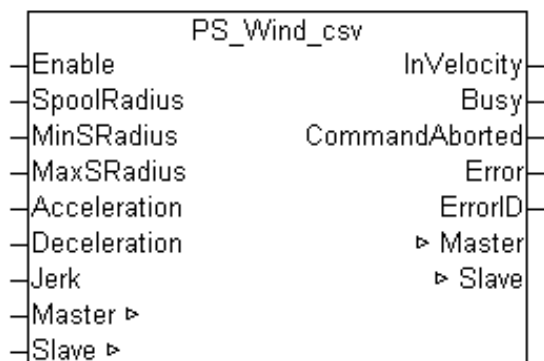 PS_Wind_csv
Enable InVelocity
SpoolRadius Busy
MinSRadius CommandAborted
MaxSRadius Error
Acceleration ErrorID
Deceleration ▹ Master
Jerk ▹ Slave
Master ▹
Slave ▹